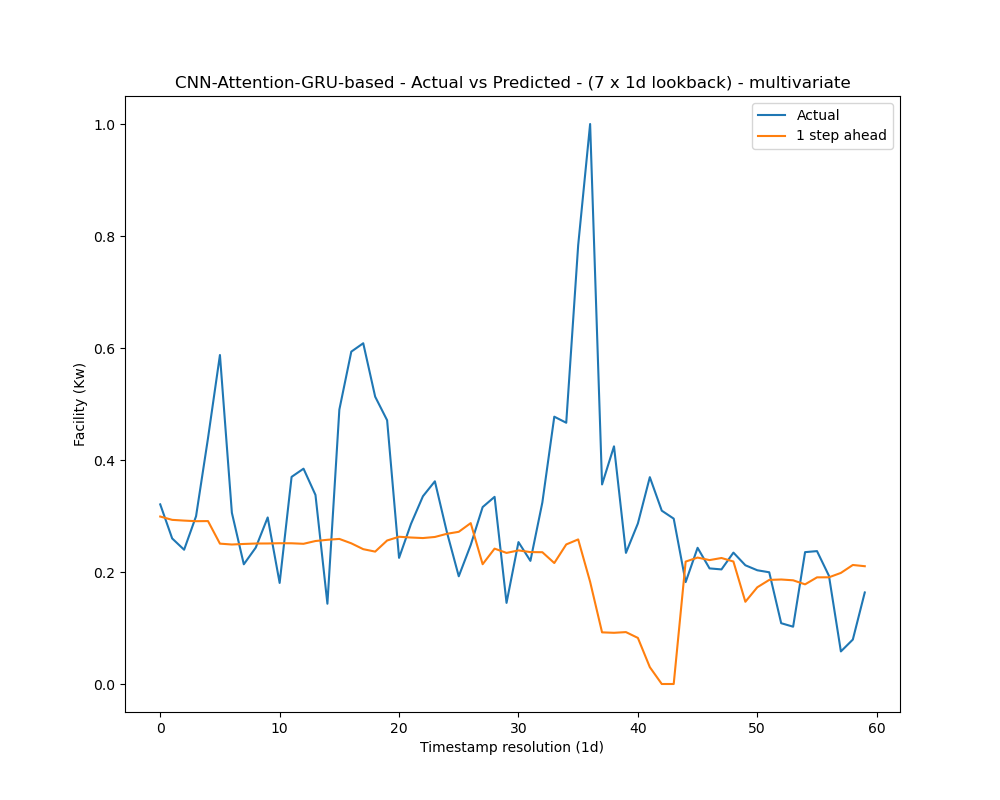 CNN-Attention-GRU-based - Actual vs Predicted - (7 x 1d lookback) - multivariate
Actual
1 step ahead
1.0
0.8
0.6
0.4
0.2
0.0
Facility (Kw)
0 10 20 30 40 50 60
Timestamp resolution (1d)